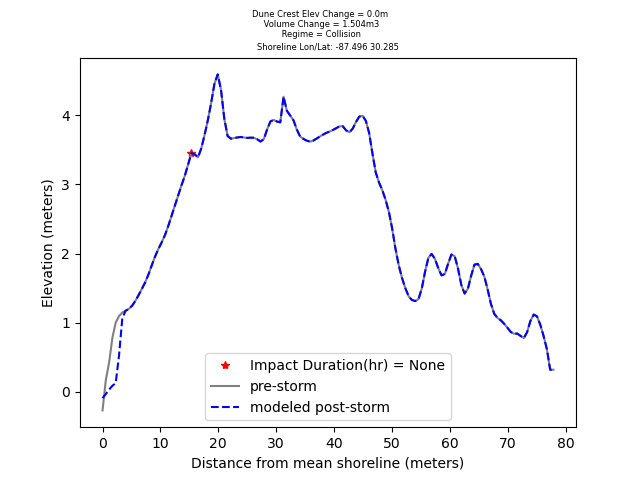 Dune Crest Elev Change = 0.0m
Volume Change = 1.504m3
Regime = Collision
Shoreline Lon/Lat: -87.496 30.285
4
3
2
1
0
Elevation (meters)
Impact Duration(hr) = None
pre-storm
modeled post-storm
0 10 20 30 40 50 60 70 80
Distance from mean shoreline (meters)